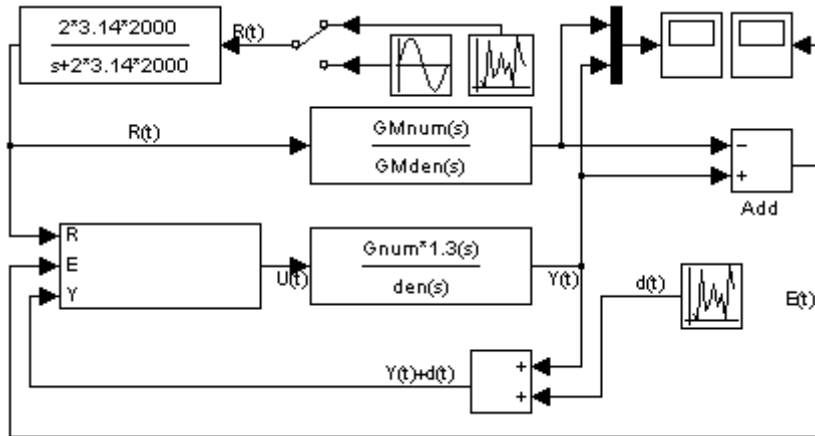 2*3.14*2000
s+2*3.14*2000
R(t)
R(t)
GMnum(s)
GMden(s)
−
+
Add
R
E
Y
U(t)
Gnum*1.3(s)
den(s)
Y(t)
d(t)
E(t)
Y(t)+d(t)
+
+